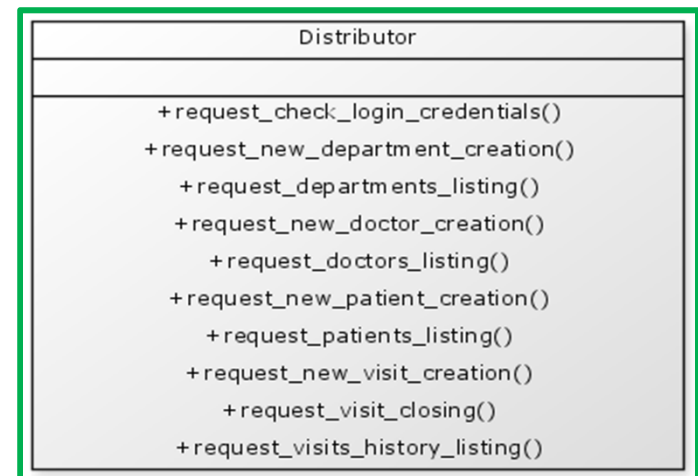 Distributor
+request_check_login_credentials()
+request_new_department_creation()
+request_departments_listing()
+request_new_doctor_creation()
+request_doctors_listing()
+request_new_patient_creation()
+request_patients_listing()
+request_new_visit_creation()
+request_visit_closing()
+request_visits_history_listing()